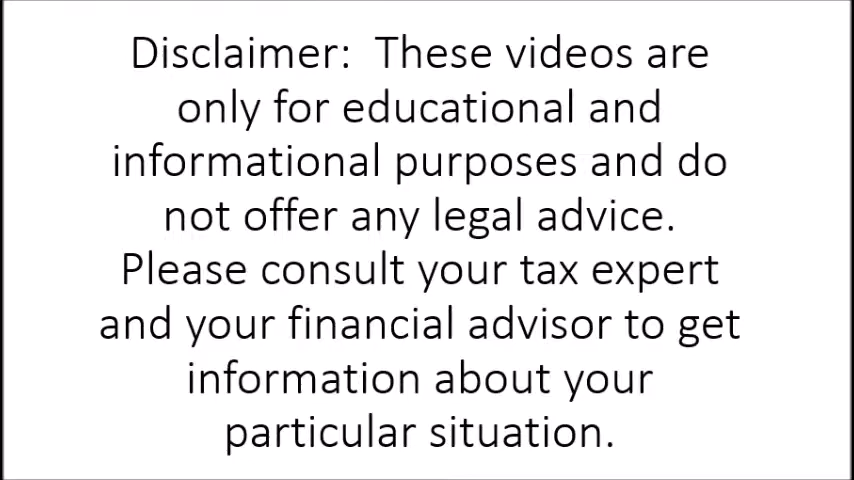 Disclaimer:  These videos are
only for educational and
informational purposes and do
not offer any legal advice.
Please consult your tax expert
and your financial advisor to get
information about your
particular situation.